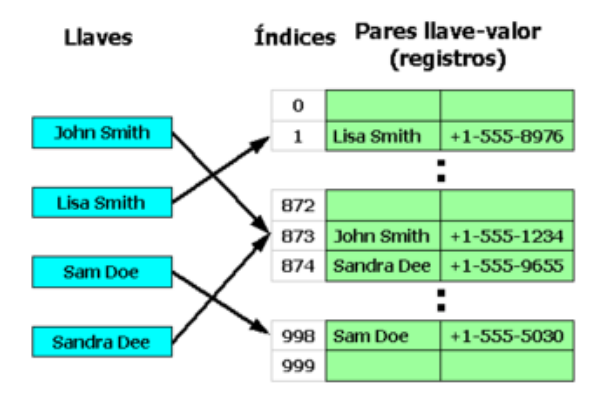 Llaves
Índices
Pares llave-valor
(registros)
John Smith
Lisa Smith
Sam Doe
Sandra Dee
0
1 Lisa Smith +1-555-8976
:
872
873 John Smith +1-555-1234
874 Sandra Dee +1-555-9655
:
998 Sam Doe +1-555-5030
999